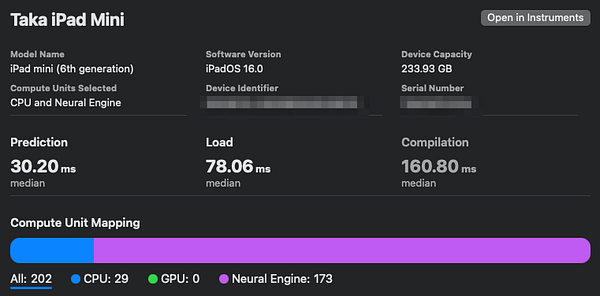 Taka iPad Mini
Open in Instruments
Model Name
Software Version
Device Capacity
iPad mini (6th generation)
iPadOS 16.0
233.93 GB
Compute Units Selected
Device Identifier
Serial Number
CPU and Neural Engine
Prediction
Load
Compilation
30.20 ms
78.06 ms
160.80 ms
median
median
median
Compute Unit Mapping
All: 202
CPU: 29
GPU: 0
Neural Engine: 173